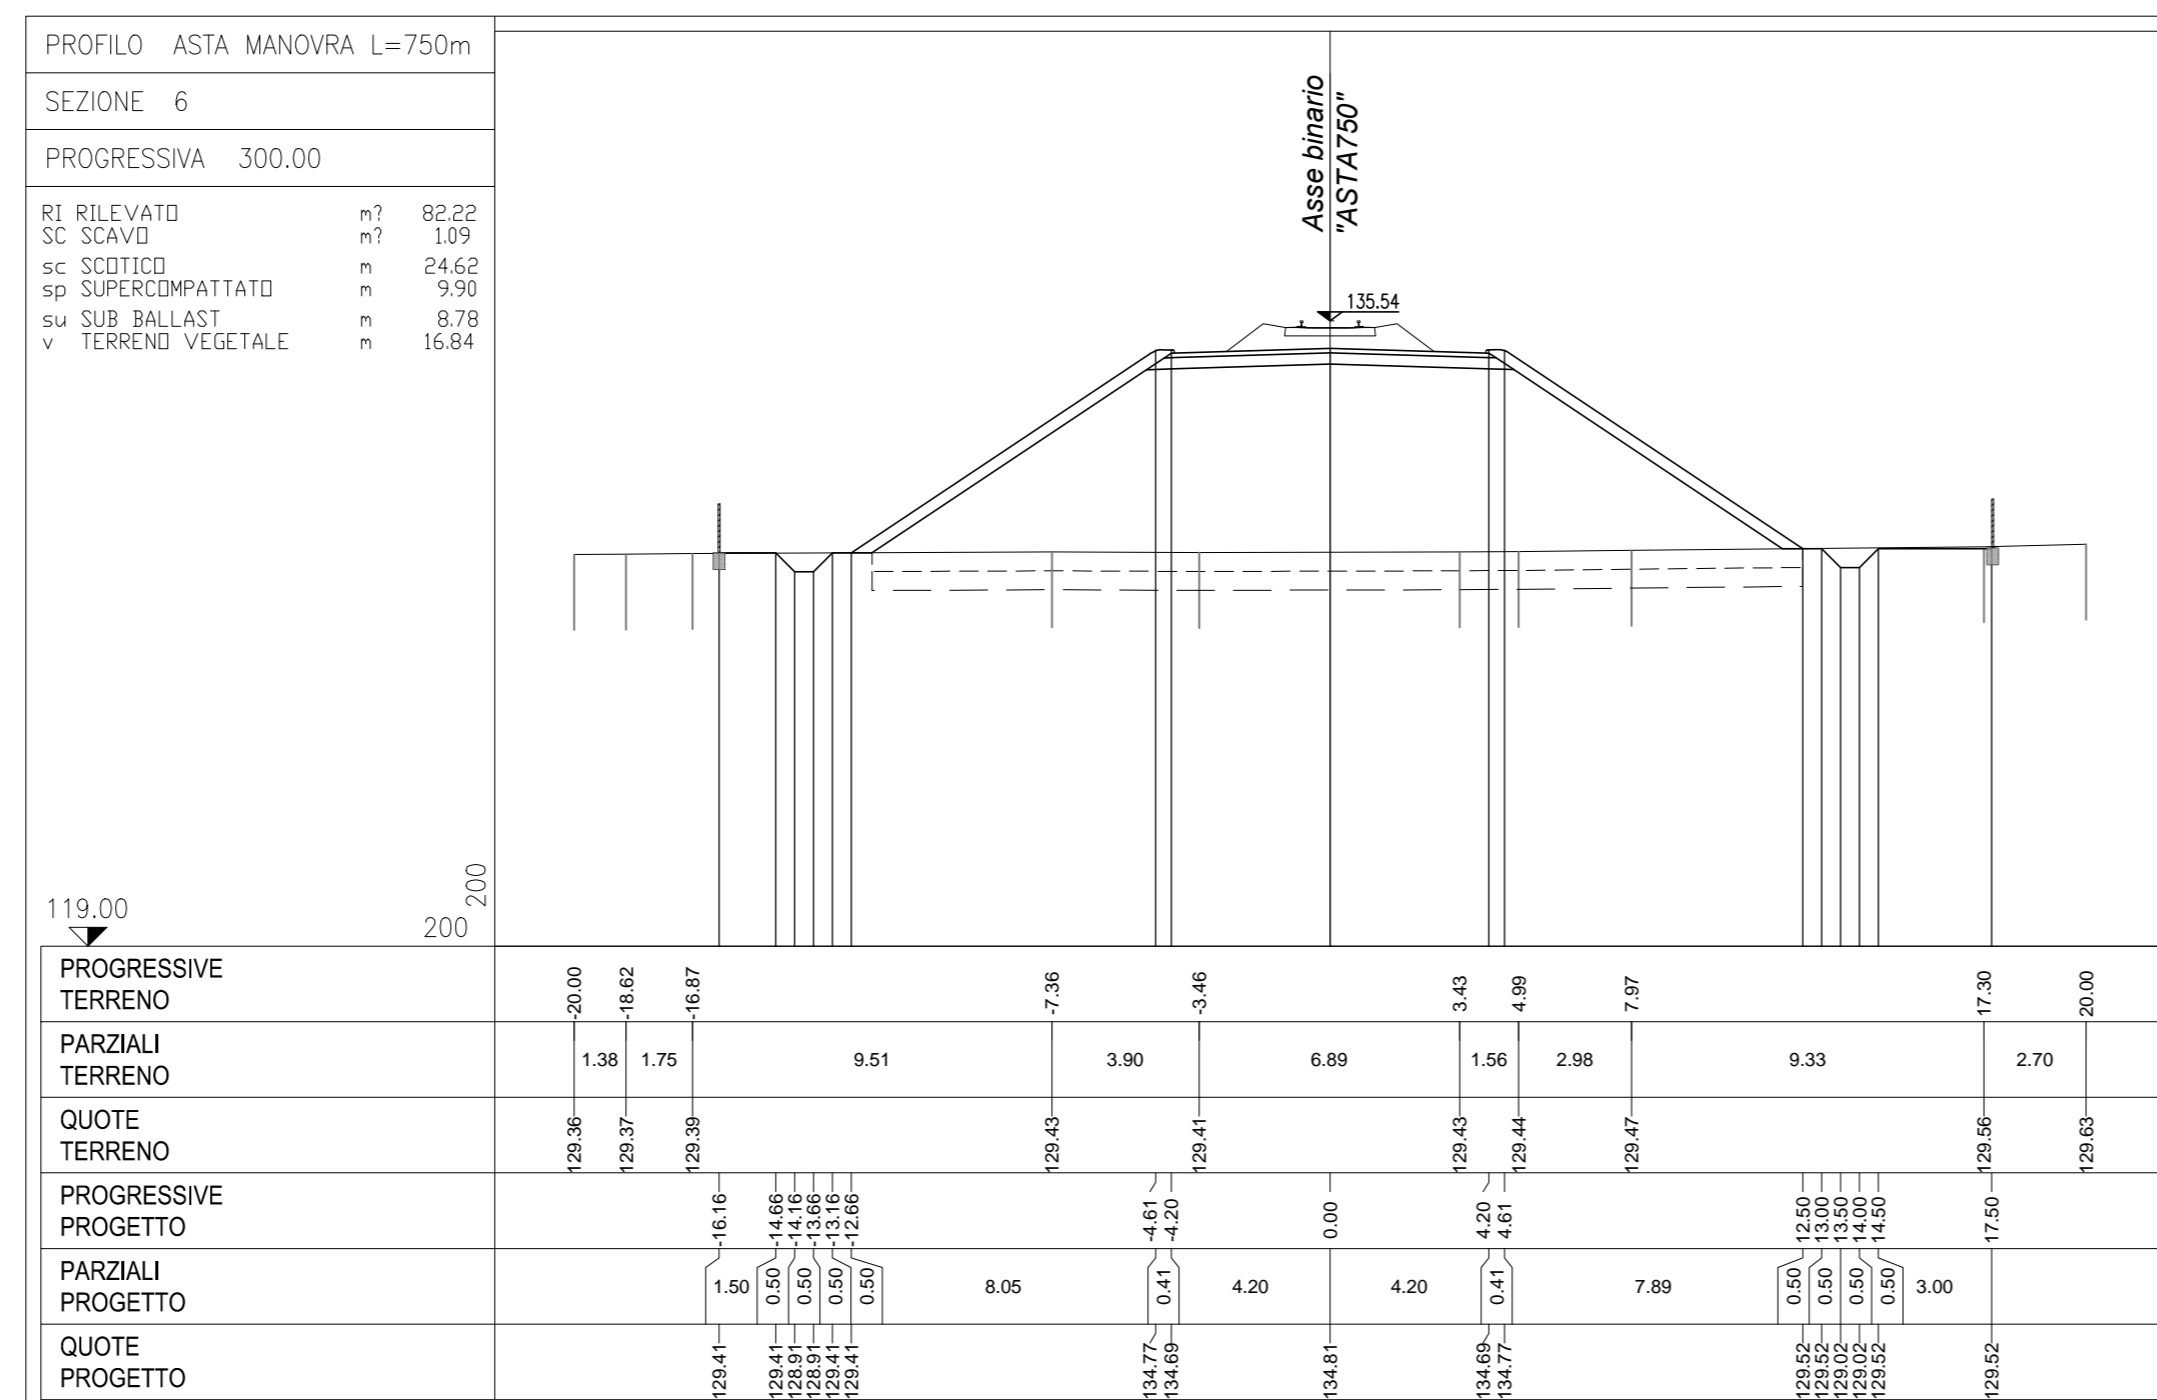 PROFILO ASTA MANOVRA L=750m
SEZIONE 6
PROGRESSIVA 300.00
RI RILEVATO m? 82.22
SC SCAVO m? 1.09
sc SCOTICO m 24.62
sp SUPERCOMPATTATO m 9.90
su SUB BALLAST m 8.78
v TERRENO VEGETALE m 16.84
Asse binario
"ASTA750"
135.54
119.00
200
200
PROGRESSIVE
TERRENO
-20.00 -18.62 -16.87 -7.36 -3.46 3.43 4.99 7.97 17.30 20.00
PARZIALI
TERRENO
1.38 1.75 9.51 3.90 6.89 1.56 2.98 9.33 2.70
QUOTE
TERRENO
129.36 129.37 129.39 129.43 129.41 129.43 129.44 129.47 129.56 129.63
PROGRESSIVE
PROGETTO
-16.16 -14.66 -14.16 -13.66 -13.16 -12.66 -4.61 -4.20 0.00 4.20 4.61 12.50 13.00 13.50 14.00 14.50 17.50
PARZIALI
PROGETTO
1.50 0.50 0.50 0.50 0.50 8.05 0.41 4.20 4.20 0.41 7.89 0.50 0.50 0.50 0.50 3.00
QUOTE
PROGETTO
129.41 129.41 128.91 128.91 129.41 129.41 134.77 134.69 134.81 134.69 134.77 129.52 129.52 129.02 129.02 129.52 129.52